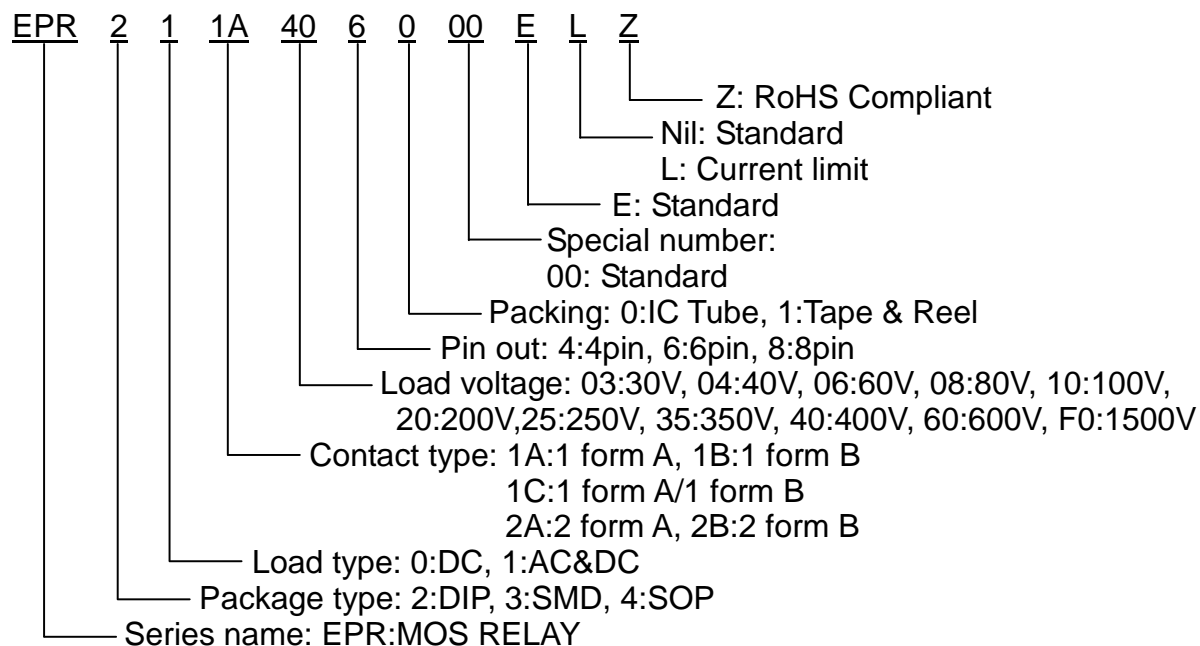 EPR 2 1 1A 40 6 0 00 E L Z
Z: RoHS Compliant
Nil: Standard
L: Current limit
E: Standard
Special number:
00: Standard
Packing: 0:IC Tube, 1:Tape & Reel
Pin out: 4:4pin, 6:6pin, 8:8pin
Load voltage: 03:30V, 04:40V, 06:60V, 08:80V, 10:100V,
20:200V,25:250V, 35:350V, 40:400V, 60:600V, F0:1500V
Contact type: 1A:1 form A, 1B:1 form B
1C:1 form A/1 form B
2A:2 form A, 2B:2 form B
Load type: 0:DC, 1:AC&DC
Package type: 2:DIP, 3:SMD, 4:SOP
Series name: EPR:MOS RELAY